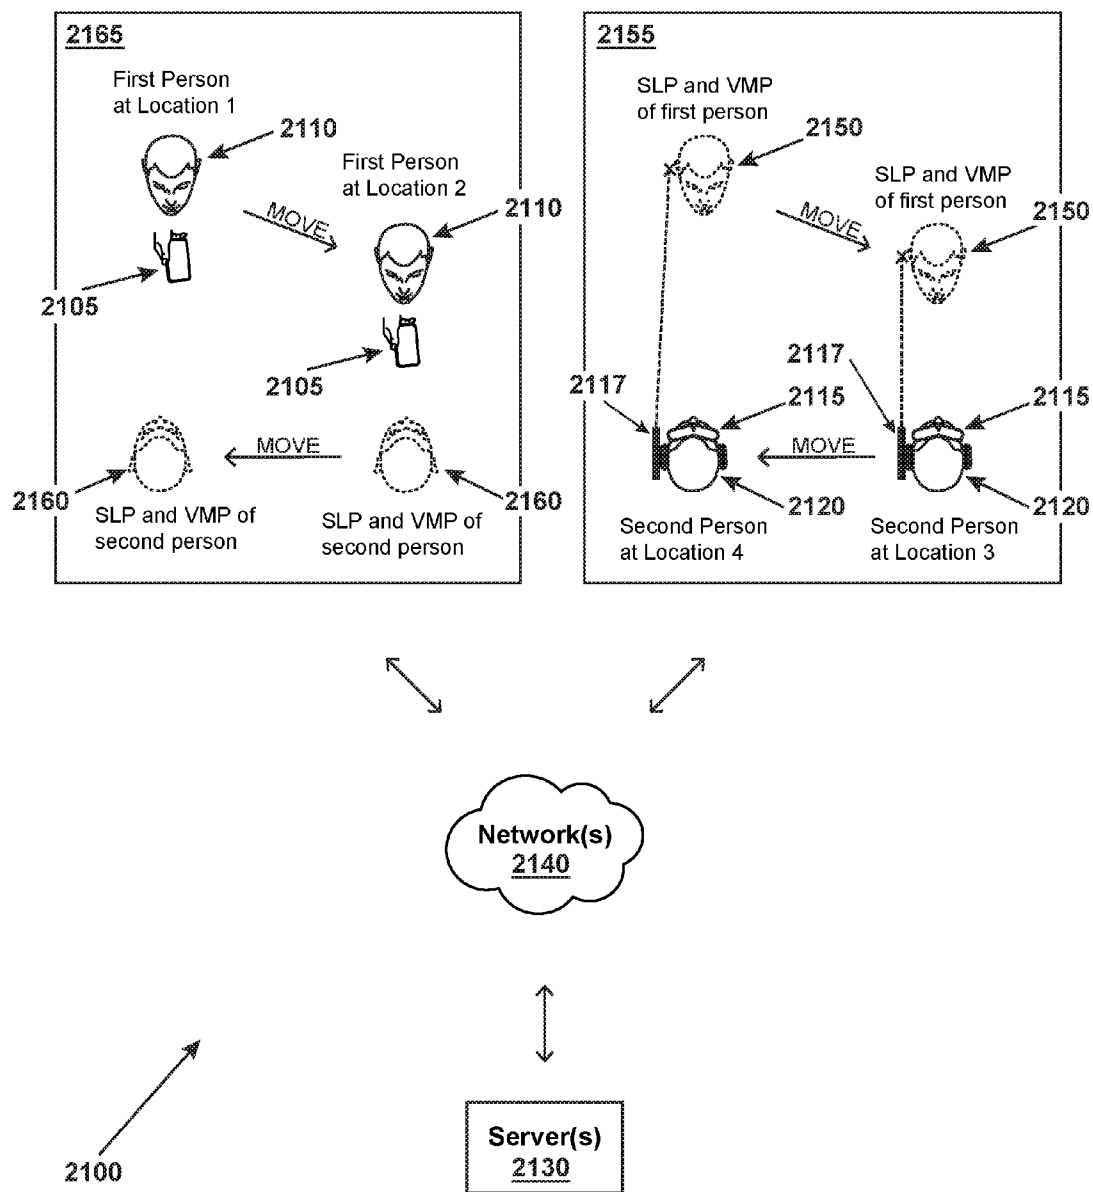 2165
First Person
at Location 1
2110
First Person
at Location 2
2110
MOVE
2105
2105
MOVE
2160
2160
SLP and VMP of
second person
SLP and VMP of
second person
2155
SLP and VMP
of first person
2150
SLP and VMP
of first person
2150
MOVE
2117
2117
2115
2115
MOVE
2120
2120
Second Person
at Location 4
Second Person
at Location 3
Network(s)
2140
2100
Server(s)
2130